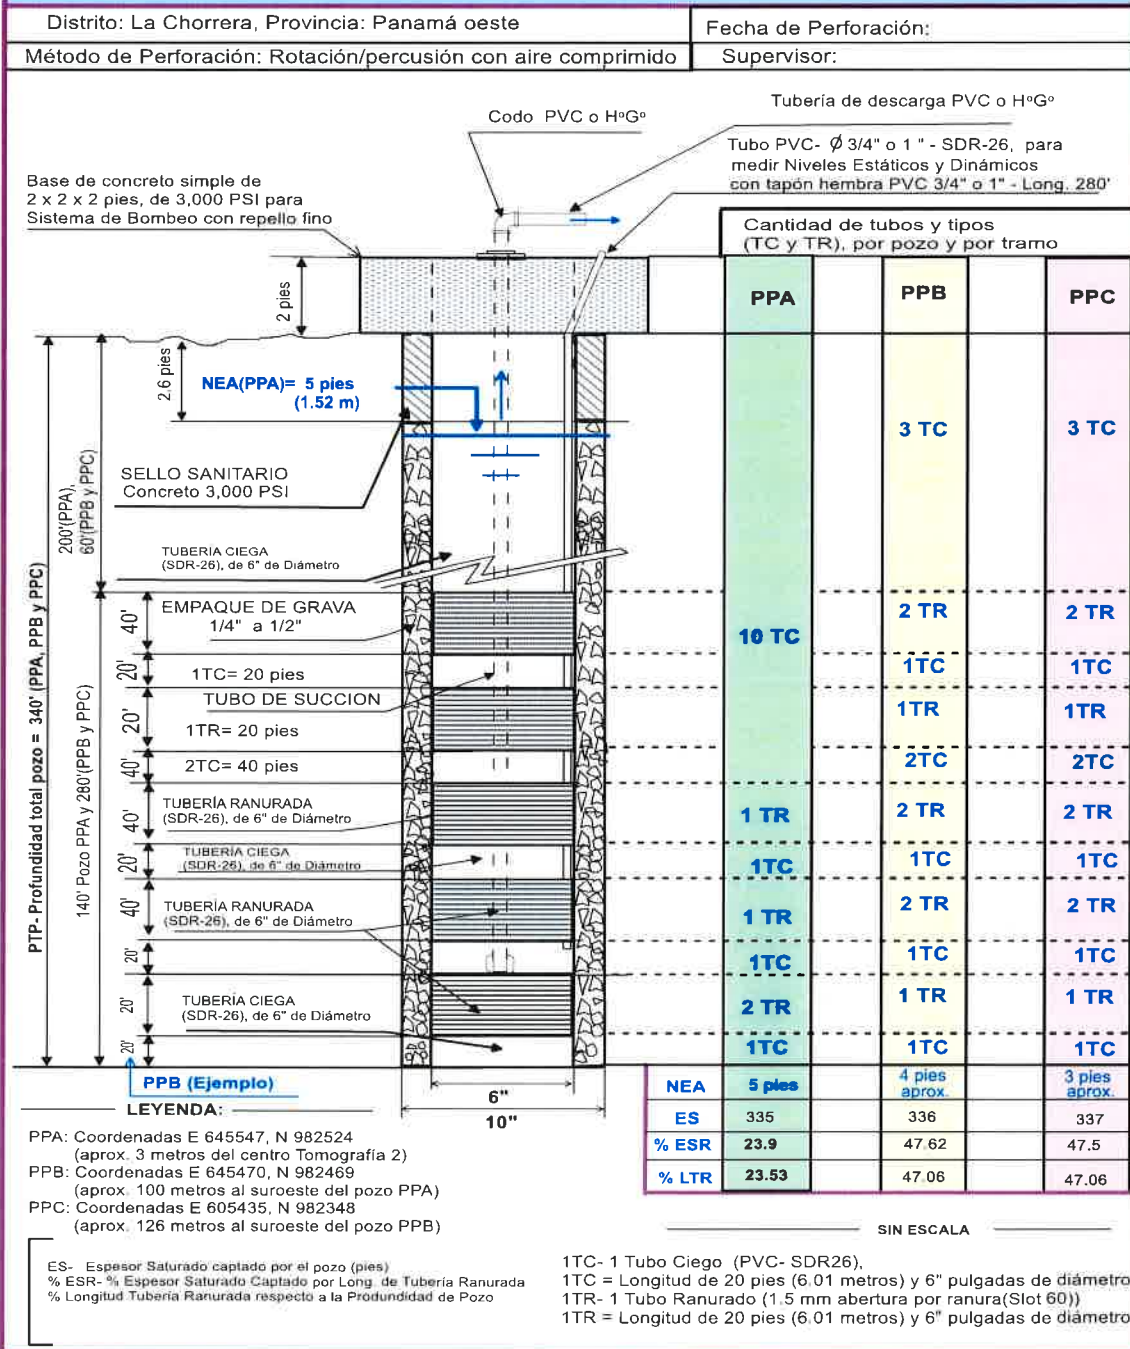 Distrito: La Chorrera, Provincia: Panamá oeste
Fecha de Perforación:
Método de Perforación: Rotación/percusión con aire comprimido
Supervisor:
Codo PVC o HºGº
Tubería de descarga PVC o HºGº
Tubo PVC- Ø 3/4" o 1 " - SDR-26, para
medir Niveles Estáticos y Dinámicos
con tapón hembra PVC 3/4" o 1" - Long. 280'
Base de concreto simple de
2 x 2 x 2 pies, de 3,000 PSI para
Sistema de Bombeo con repello fino
Cantidad de tubos y tipos
(TC y TR), por pozo y por tramo
PPA
PPB
PPC
2 pies
2.6 pies
NEA(PPA)= 5 pies
(1.52 m)
3 TC
3 TC
SELLO SANITARIO
Concreto 3,000 PSI
200'(PPA),
60'(PPB y PPC)
TUBERÍA CIEGA
(SDR-26), de 6" de Diámetro
PTP- Profundidad total pozo = 340' (PPA, PPB y PPC)
140' Pozo PPA y 280'(PPB y PPC)
40'
EMPAQUE DE GRAVA
1/4" a 1/2"
10 TC
2 TR
2 TR
20'
1TC= 20 pies
1TC
1TC
TUBO DE SUCCION
20'
1TR= 20 pies
1TR
1TR
40'
2TC= 40 pies
2TC
2TC
40'
TUBERÍA RANURADA
(SDR-26), de 6" de Diámetro
1 TR
2 TR
2 TR
20'
TUBERÍA CIEGA
(SDR-26), de 6" de Diámetro
1TC
1TC
1TC
40'
TUBERÍA RANURADA
(SDR-26), de 6" de Diámetro
1 TR
2 TR
2 TR
20'
1TC
1TC
1TC
20'
TUBERÍA CIEGA
(SDR-26), de 6" de Diámetro
2 TR
1 TR
1 TR
20'
1TC
1TC
1TC
PPB (Ejemplo)
6"
10"
NEA
5 pies
4 pies
aprox.
3 pies
aprox.
ES
335
336
337
% ESR
23.9
47.62
47.5
% LTR
23.53
47.06
47.06
LEYENDA:
PPA: Coordenadas E 645547, N 982524
(aprox. 3 metros del centro Tomografía 2)
PPB: Coordenadas E 645470, N 982469
(aprox. 100 metros al suroeste del pozo PPA)
PPC: Coordenadas E 605435, N 982348
(aprox. 126 metros al suroeste del pozo PPB)
SIN ESCALA
ES- Espesor Saturado captado por el pozo (pies)
% ESR- % Espesor Saturado Captado por Long. de Tubería Ranurada
% Longitud Tubería Ranurada respecto a la Produndidad de Pozo
1TC- 1 Tubo Ciego (PVC- SDR26),
1TC = Longitud de 20 pies (6.01 metros) y 6" pulgadas de diámetro
1TR- 1 Tubo Ranurado (1.5 mm abertura por ranura(Slot 60))
1TR = Longitud de 20 pies (6.01 metros) y 6" pulgadas de diámetro